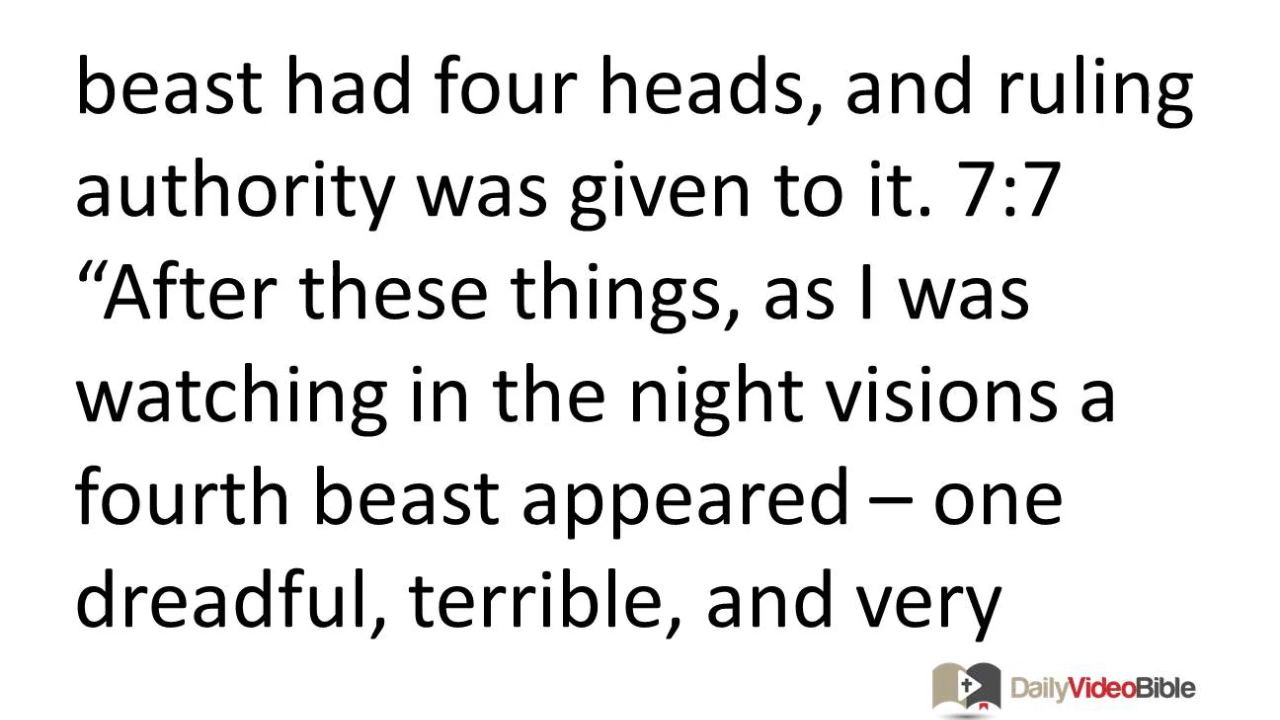 beast had four heads, and ruling
authority was given to it. 7:7
“After these things, as I was
watching in the night visions a
fourth beast appeared – one
dreadful, terrible, and very
DailyVideoBible